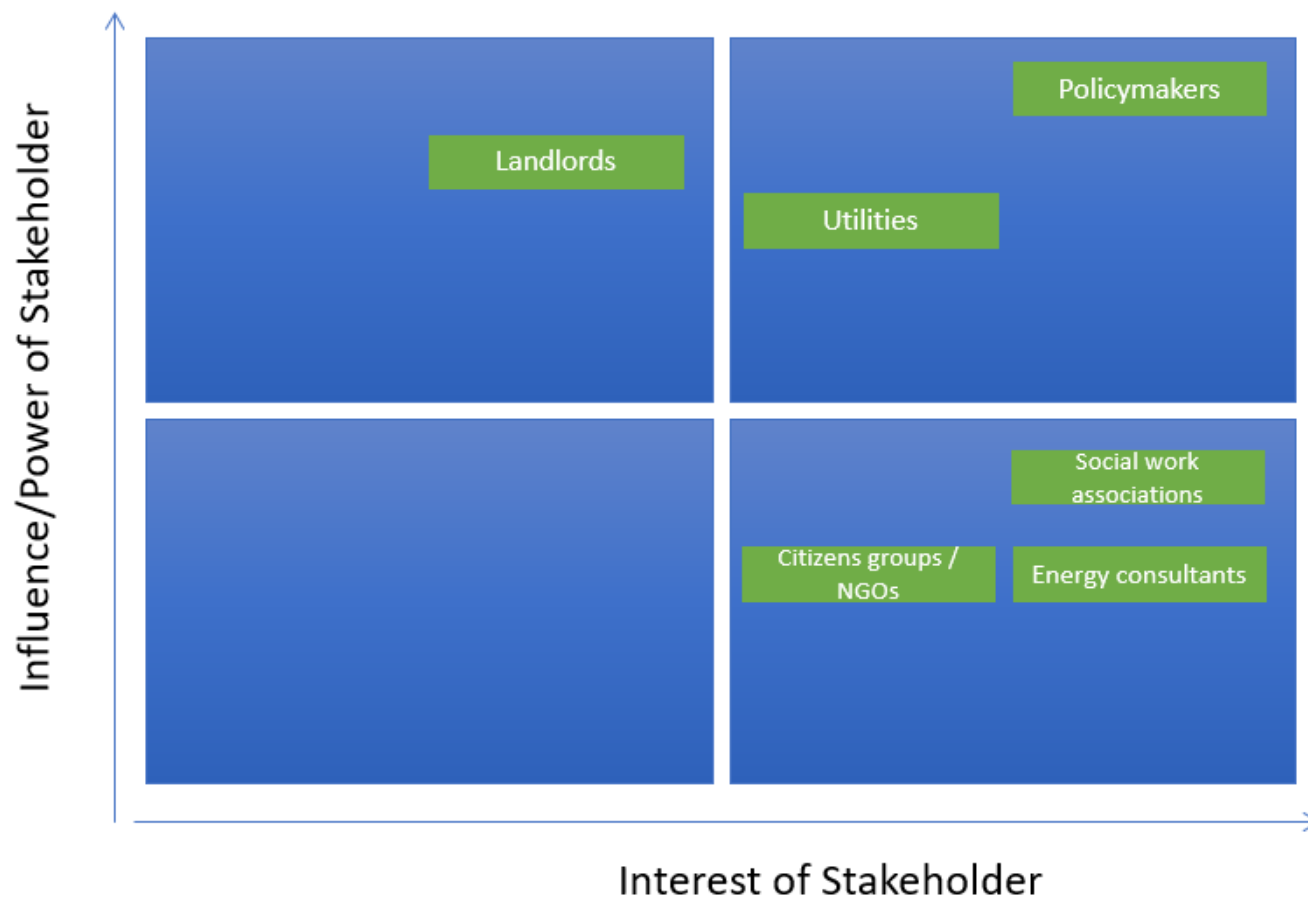 Influence/Power of Stakeholder
Policymakers
Landlords
Utilities
Social work
associations
Citizens groups /
NGOs
Energy consultants
Interest of Stakeholder